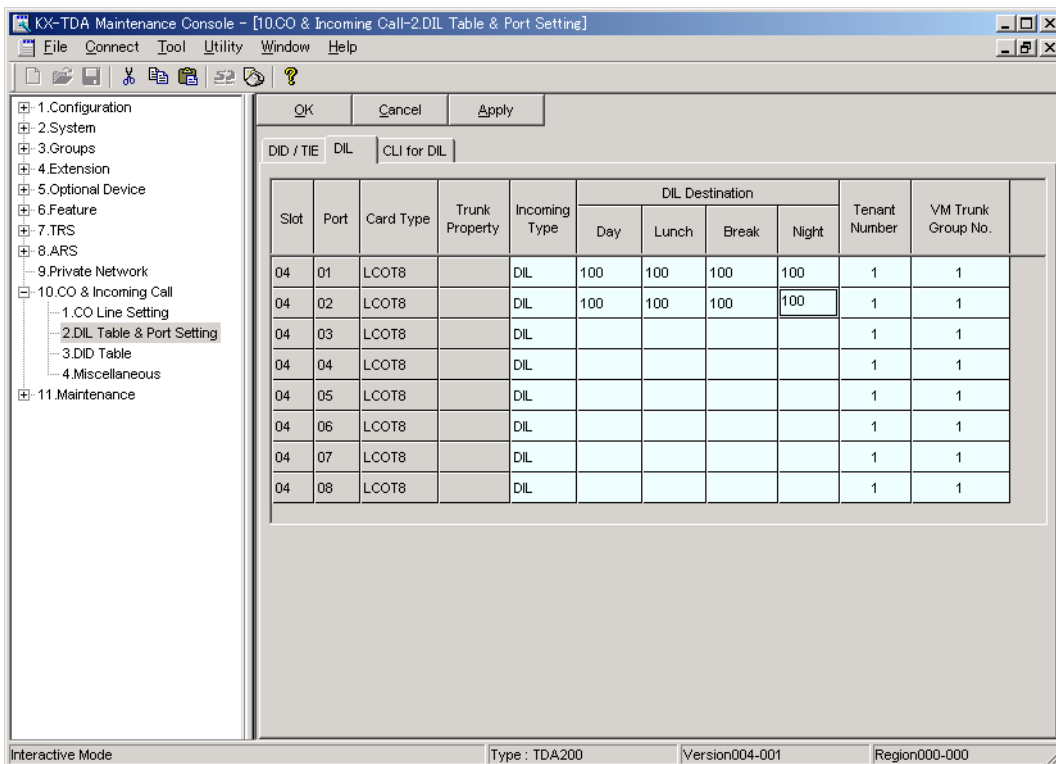 KX-TDA Maintenance Console - [10.CO & Incoming Call-2.DIL Table & Port Setting]
File Connect Tool Utility Window Help
1.Configuration
2.System
3.Groups
4.Extension
5.Optional Device
6.Feature
7.TRS
8.ARS
9.Private Network
10.CO & Incoming Call
1.CO Line Setting
2.DIL Table & Port Setting
3.DID Table
4.Miscellaneous
11.Maintenance
OK Cancel Apply
DID / TIE DIL CLI for DIL
Slot Port Card Type Trunk Property Incoming Type DIL Destination Tenant Number VM Trunk Group No.
Day Lunch Break Night
04 01 LCOT8 DIL 100 100 100 100 1 1
04 02 LCOT8 DIL 100 100 100 100 1 1
04 03 LCOT8 DIL 1 1
04 04 LCOT8 DIL 1 1
04 05 LCOT8 DIL 1 1
04 06 LCOT8 DIL 1 1
04 07 LCOT8 DIL 1 1
04 08 LCOT8 DIL 1 1
Interactive Mode Type : TDA200 Version004-001 Region000-000